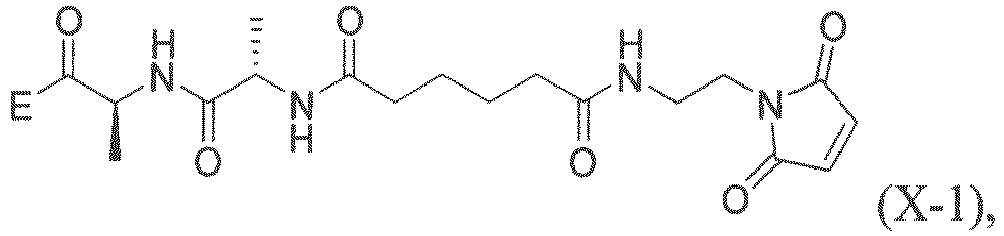 O H O O
N N
E N N
O H O O
(X-1),